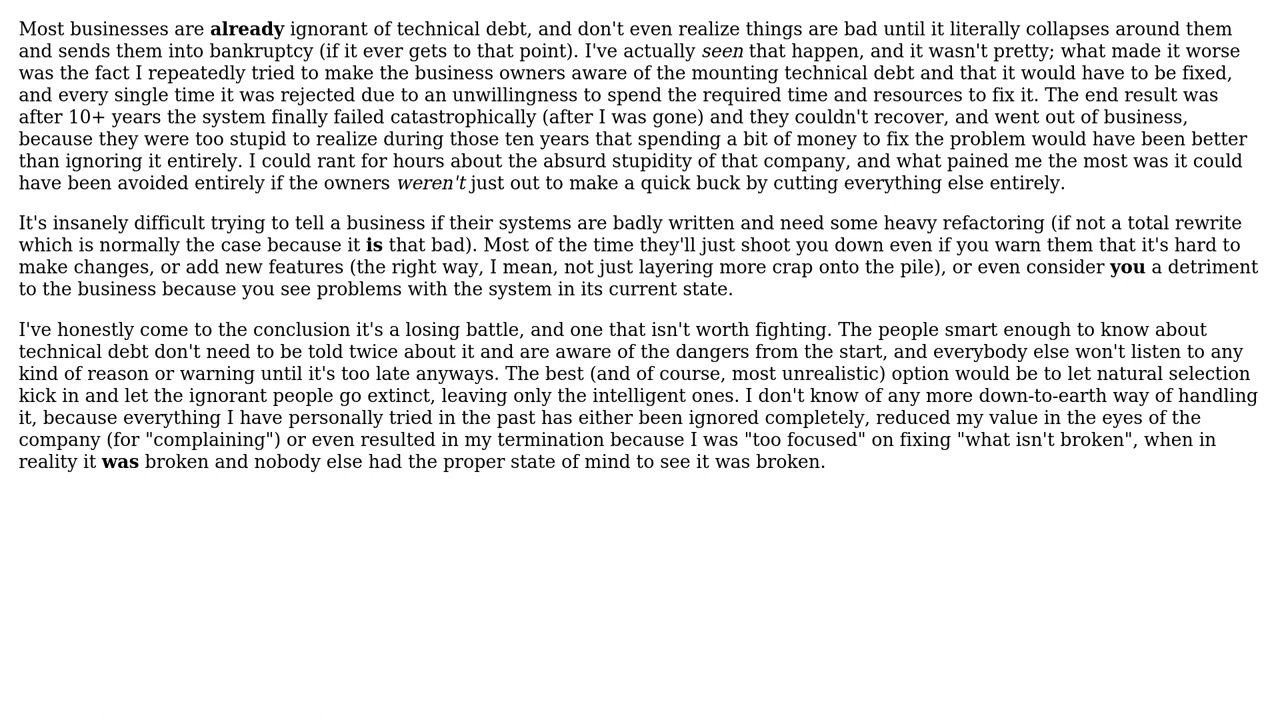 Most businesses are already ignorant of technical debt, and don't even realize things are bad until it literally collapses around them
and sends them into bankruptcy (if it ever gets to that point). I've actually seen that happen, and it wasn't pretty; what made it worse
was the fact I repeatedly tried to make the business owners aware of the mounting technical debt and that it would have to be fixed,
and every single time it was rejected due to an unwillingness to spend the required time and resources to fix it. The end result was
after 10+ years the system finally failed catastrophically (after I was gone) and they couldn't recover, and went out of business,
because they were too stupid to realize during those ten years that spending a bit of money to fix the problem would have been better
than ignoring it entirely. I could rant for hours about the absurd stupidity of that company, and what pained me the most was it could
have been avoided entirely if the owners weren't just out to make a quick buck by cutting everything else entirely.
It's insanely difficult trying to tell a business if their systems are badly written and need some heavy refactoring (if not a total rewrite
which is normally the case because it is that bad). Most of the time they'll just shoot you down even if you warn them that it's hard to
make changes, or add new features (the right way, I mean, not just layering more crap onto the pile), or even consider you a detriment
to the business because you see problems with the system in its current state.
I've honestly come to the conclusion it's a losing battle, and one that isn't worth fighting. The people smart enough to know about
technical debt don't need to be told twice about it and are aware of the dangers from the start, and everybody else won't listen to any
kind of reason or warning until it's too late anyways. The best (and of course, most unrealistic) option would be to let natural selection
kick in and let the ignorant people go extinct, leaving only the intelligent ones. I don't know of any more down-to-earth way of handling
it, because everything I have personally tried in the past has either been ignored completely, reduced my value in the eyes of the
company (for "complaining") or even resulted in my termination because I was "too focused" on fixing "what isn't broken", when in
reality it was broken and nobody else had the proper state of mind to see it was broken.